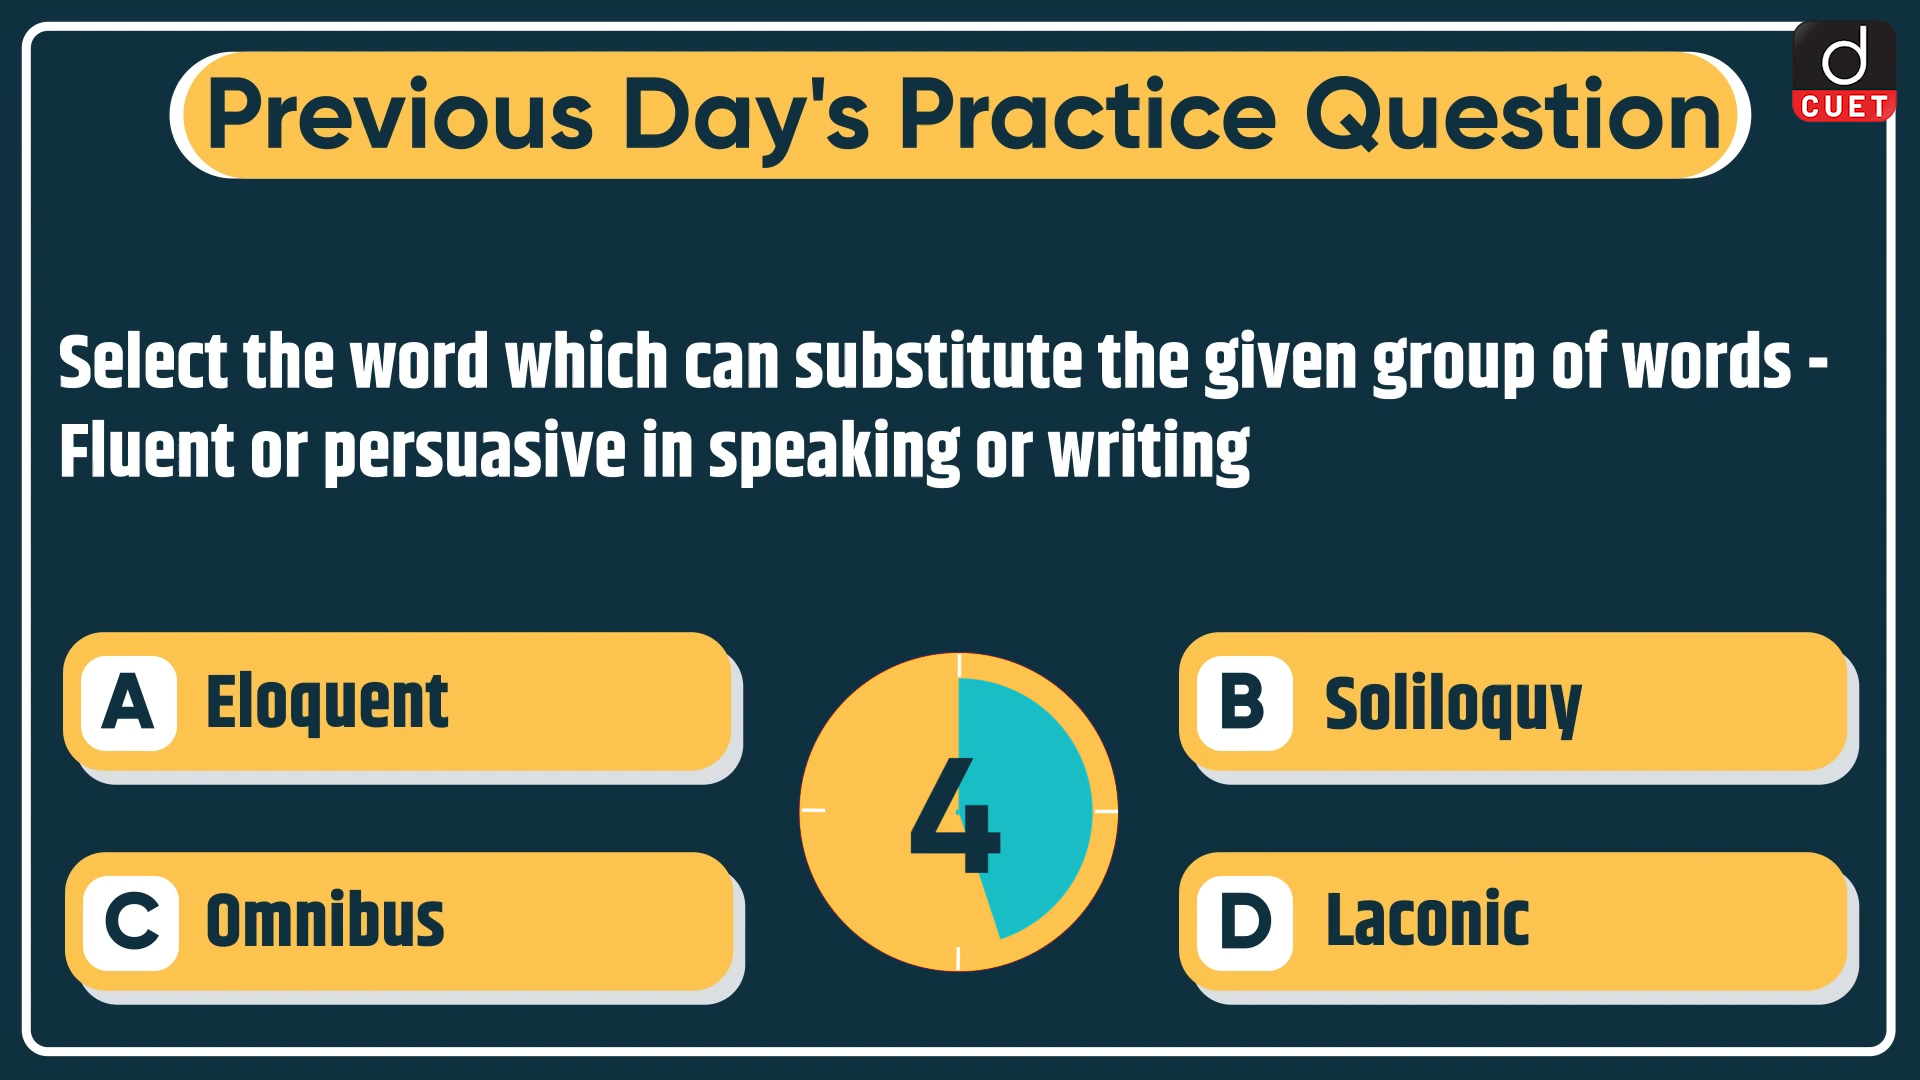 Previous Day's Practice Question
d
CUET
Select the word which can substitute the given group of words -
Fluent or persuasive in speaking or writing
A Eloquent
B Soliloquy
4
C Omnibus
D Laconic